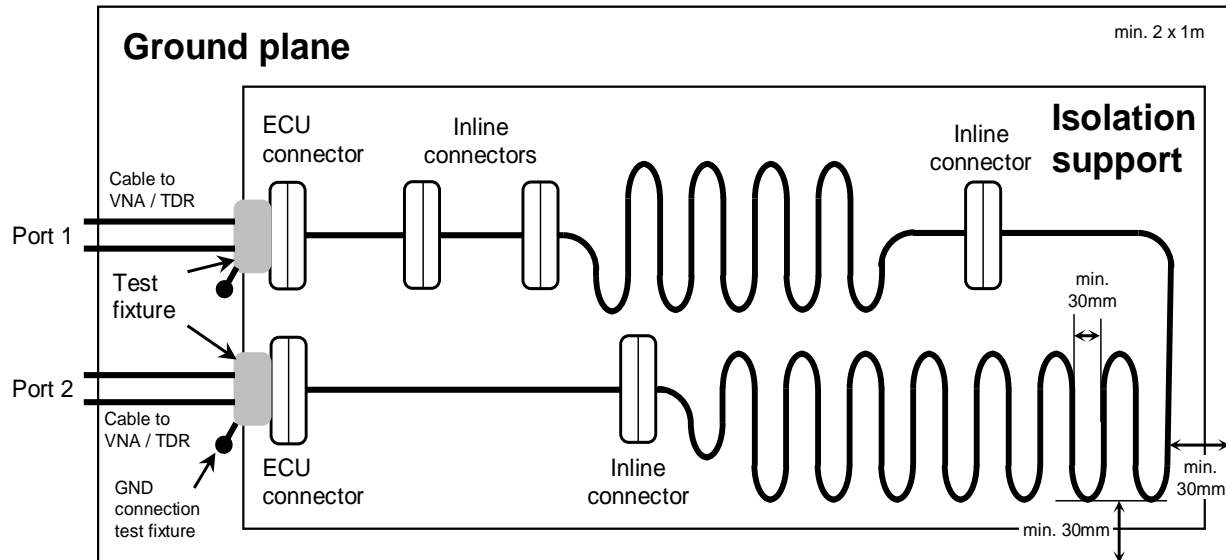 min. 2 x 1m
Ground plane
Isolation
support
ECU
connector
Inline
connectors
Inline
connector
Cable to
VNA / TDR
Port 1
Test
fixture
min.
30mm
Port 2
Cable to
VNA / TDR
GND
connection
test fixture
ECU
connector
Inline
connector
min.
30mm
min. 30mm